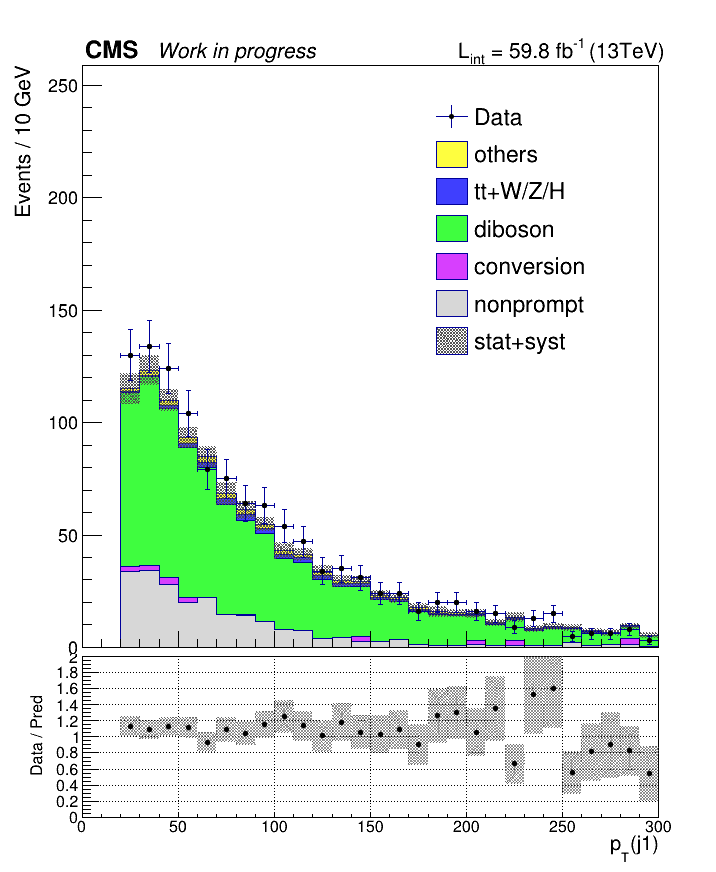 CMS Work in progress L_int = 59.8 fb^-1 (13TeV)
Events / 10 GeV
250
200
150
100
50
0
Data
others
tt+W/Z/H
diboson
conversion
nonprompt
stat+syst
Data / Pred
2
1.8
1.6
1.4
1.2
1
0.8
0.6
0.4
0.2
0
0 50 100 150 200 250 300
p_T(j1)